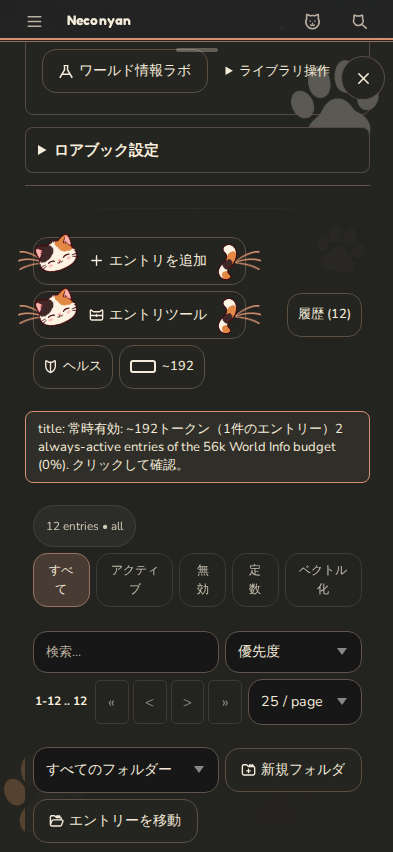 Neconyan
ワールド情報ラボ
ライブラリ操作
ロアブック設定
エントリを追加
エントリツール
履歴 (12)
ヘルス
~192
title: 常時有効: ~192トークン（1件のエントリー）2
always-active entries of the 56k World Info budget
(0%). クリックして確認。
12 entries • all
すべ
て
アクティ
ブ
無
効
定
数
ベクトル
化
検索...
優先度
1-12 .. 12
«
<
>
»
25 / page
すべてのフォルダー
新規フォルダ
エントリーを移動